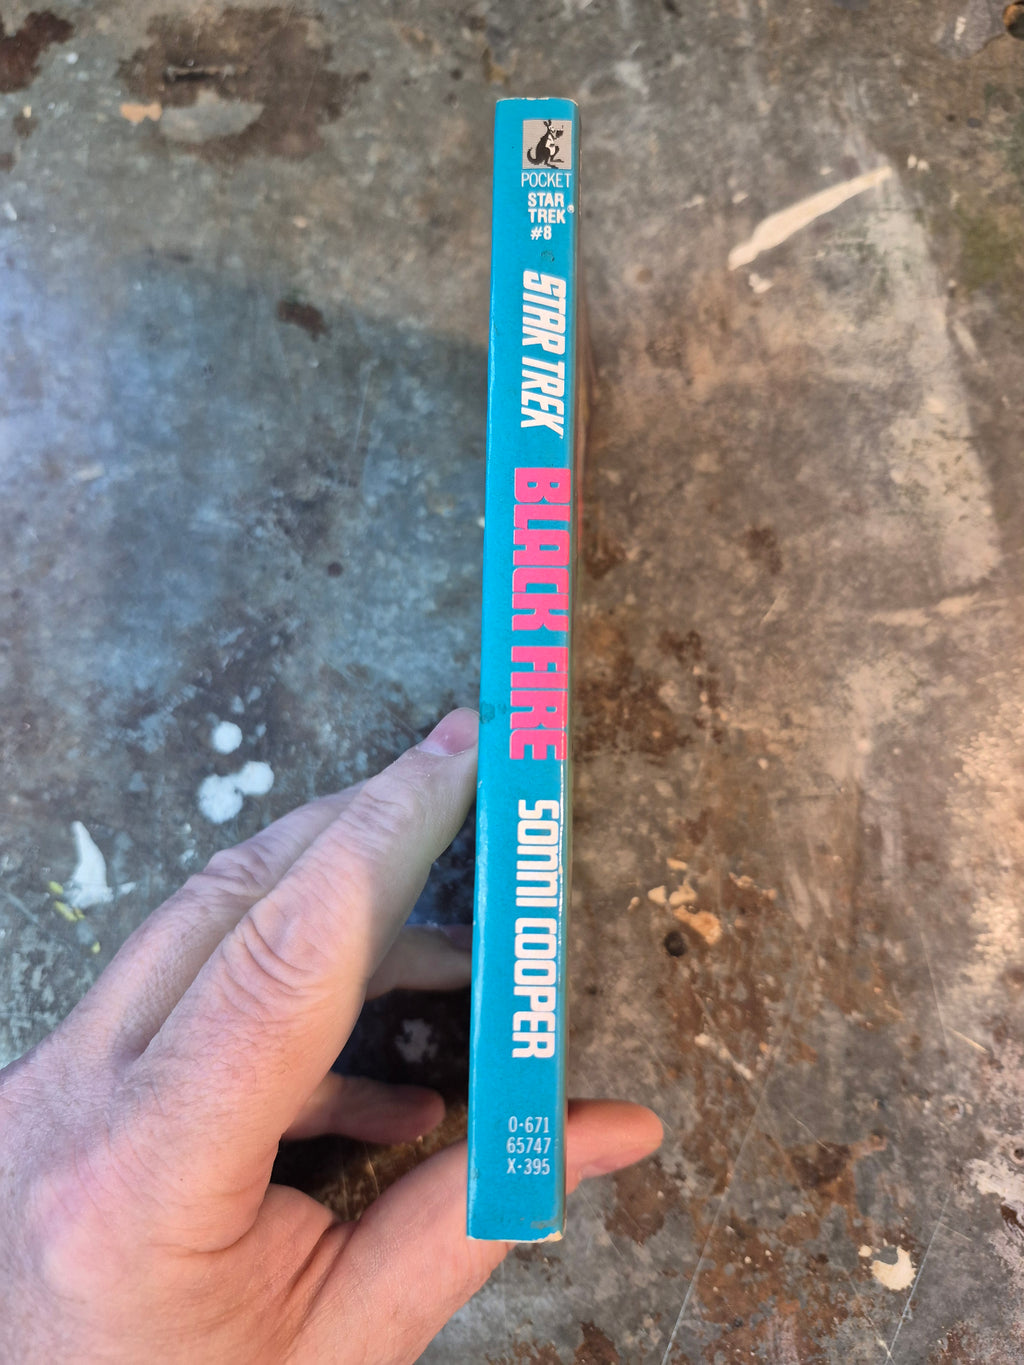 POCKET
STAR
TREK®
#8
STAR TREK
BLACK FIRE
SONNI COOPER
0-671
65747
X-395